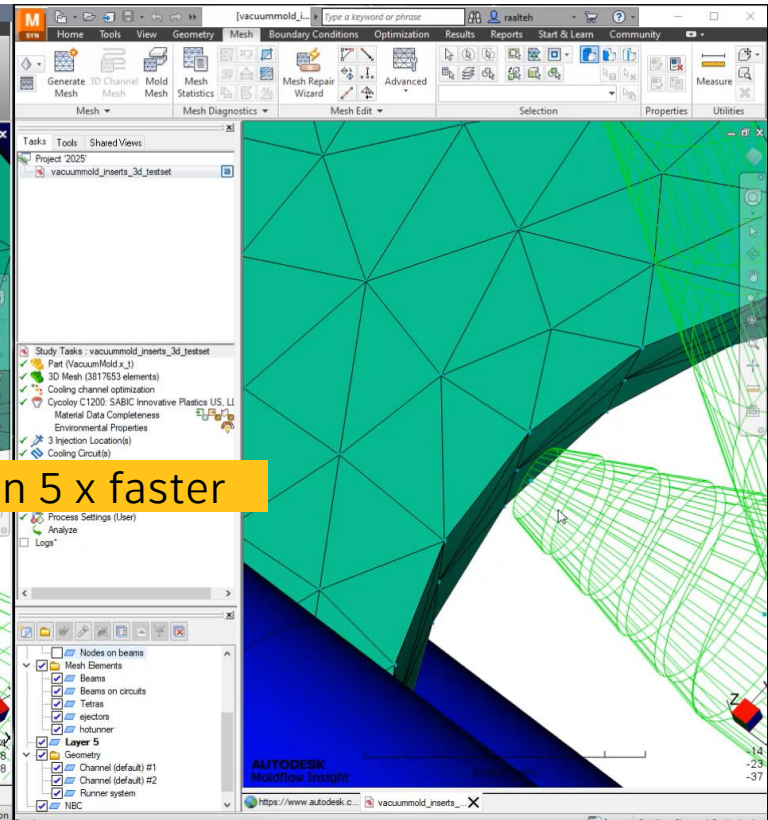 M
SYN
[vacuummold_i...
Type a keyword or phrase
raalteh
Home Tools View Geometry Mesh Boundary Conditions Optimization Results Reports Start & Learn Community
Generate Mesh
3D Channel Mesh
Mold Mesh
Mesh Statistics
Mesh Repair Wizard
Advanced
Measure
Mesh
Mesh Diagnostics
Mesh Edit
Selection
Properties
Utilities
Tasks Tools Shared Views
Project '2025'
vacuummold_inserts_3d_testset
Study Tasks : vacuummold_inserts_3d_testset
Part (VacuumMold.x_t)
3D Mesh (3817653 elements)
Cooling channel optimization
Cycoloy C1200: SABIC Innovative Plastics US, LL
Material Data Completeness
Environmental Properties
3 Injection Location(s)
Cooling Circuit(s)
n 5 x faster
Process Settings (User)
Analyze
Logs*
Nodes on beams
Mesh Elements
Beams
Beams on circuits
Tetras
ejectors
hotunner
Layer 5
Geometry
Channel (default) #1
Channel (default) #2
Runner system
NBC
AUTODESK
Moldflow Insight
Z
-14
-23
-37
https://www.autodesk.c...
vacuummold_inserts_...